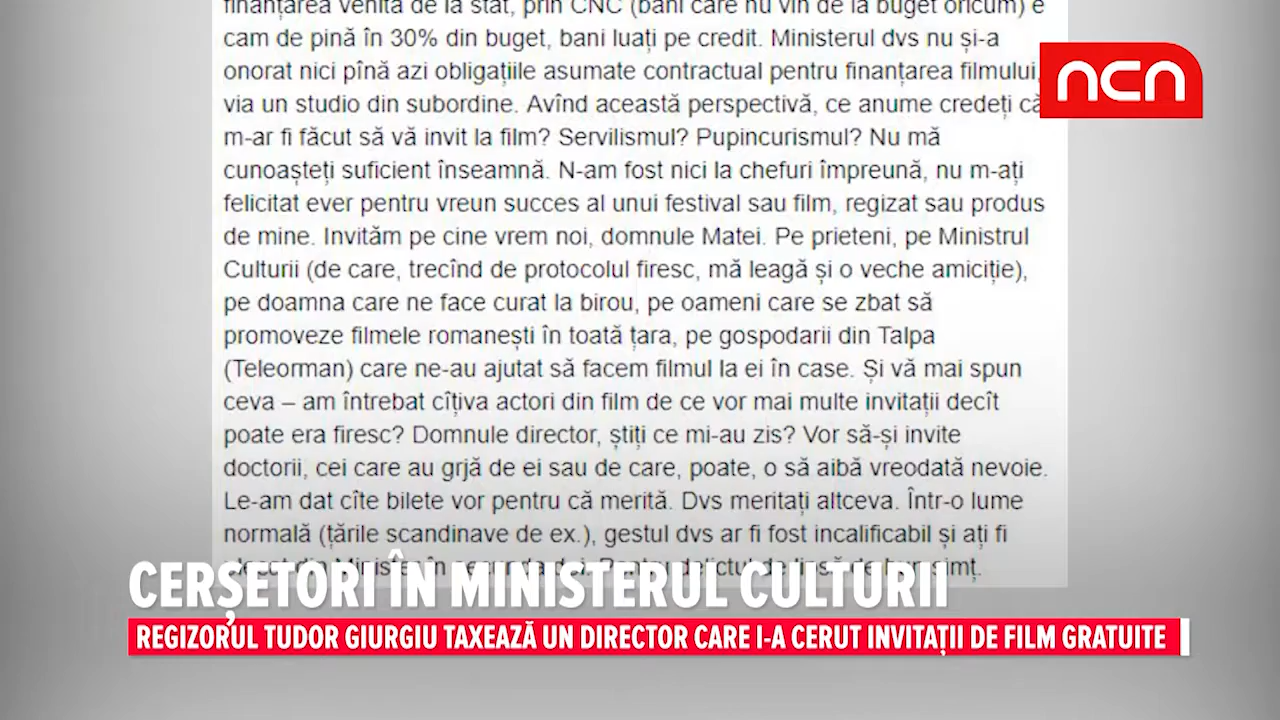 finanțarea venită de la stat, prin CNC (bani care nu vin de la buget oricum) e
cam de pină în 30% din buget, bani luați pe credit. Ministerul dvs nu și-a
onorat nici pînă azi obligațiile asumate contractual pentru finanțarea filmului,
via un studio din subordine. Avînd această perspectivă, ce anume credeți că
m-ar fi făcut să vă invit la film? Servilismul? Pupincurismul? Nu mă
cunoașteți suficient înseamnă. N-am fost nici la chefuri împreună, nu m-ați
felicitat ever pentru vreun succes al unui festival sau film, regizat sau produs
de mine. Invităm pe cine vrem noi, domnule Matei. Pe prieteni, pe Ministrul
Culturii (de care, trecînd de protocolul firesc, mă leagă și o veche amiciție),
pe doamna care ne face curat la birou, pe oameni care se zbat să
promoveze filmele romanești în toată țara, pe gospodarii din Talpa
(Teleorman) care ne-au ajutat să facem filmul la ei în case. Și vă mai spun
ceva – am întrebat cîțiva actori din film de ce vor mai multe invitații decît
poate era firesc? Domnule director, știți ce mi-au zis? Vor să-și invite
doctorii, cei care au grjă de ei sau de care, poate, o să aibă vreodată nevoie.
Le-am dat cîte bilete vor pentru că merită. Dvs meritați altceva. Într-o lume
normală (țările scandinave de ex.), gestul dvs ar fi fost incalificabil și ați fi
ncn
CERȘETORI ÎN MINISTERUL CULTURII
REGIZORUL TUDOR GIURGIU TAXEAZĂ UN DIRECTOR CARE I-A CERUT INVITAȚII DE FILM GRATUITE